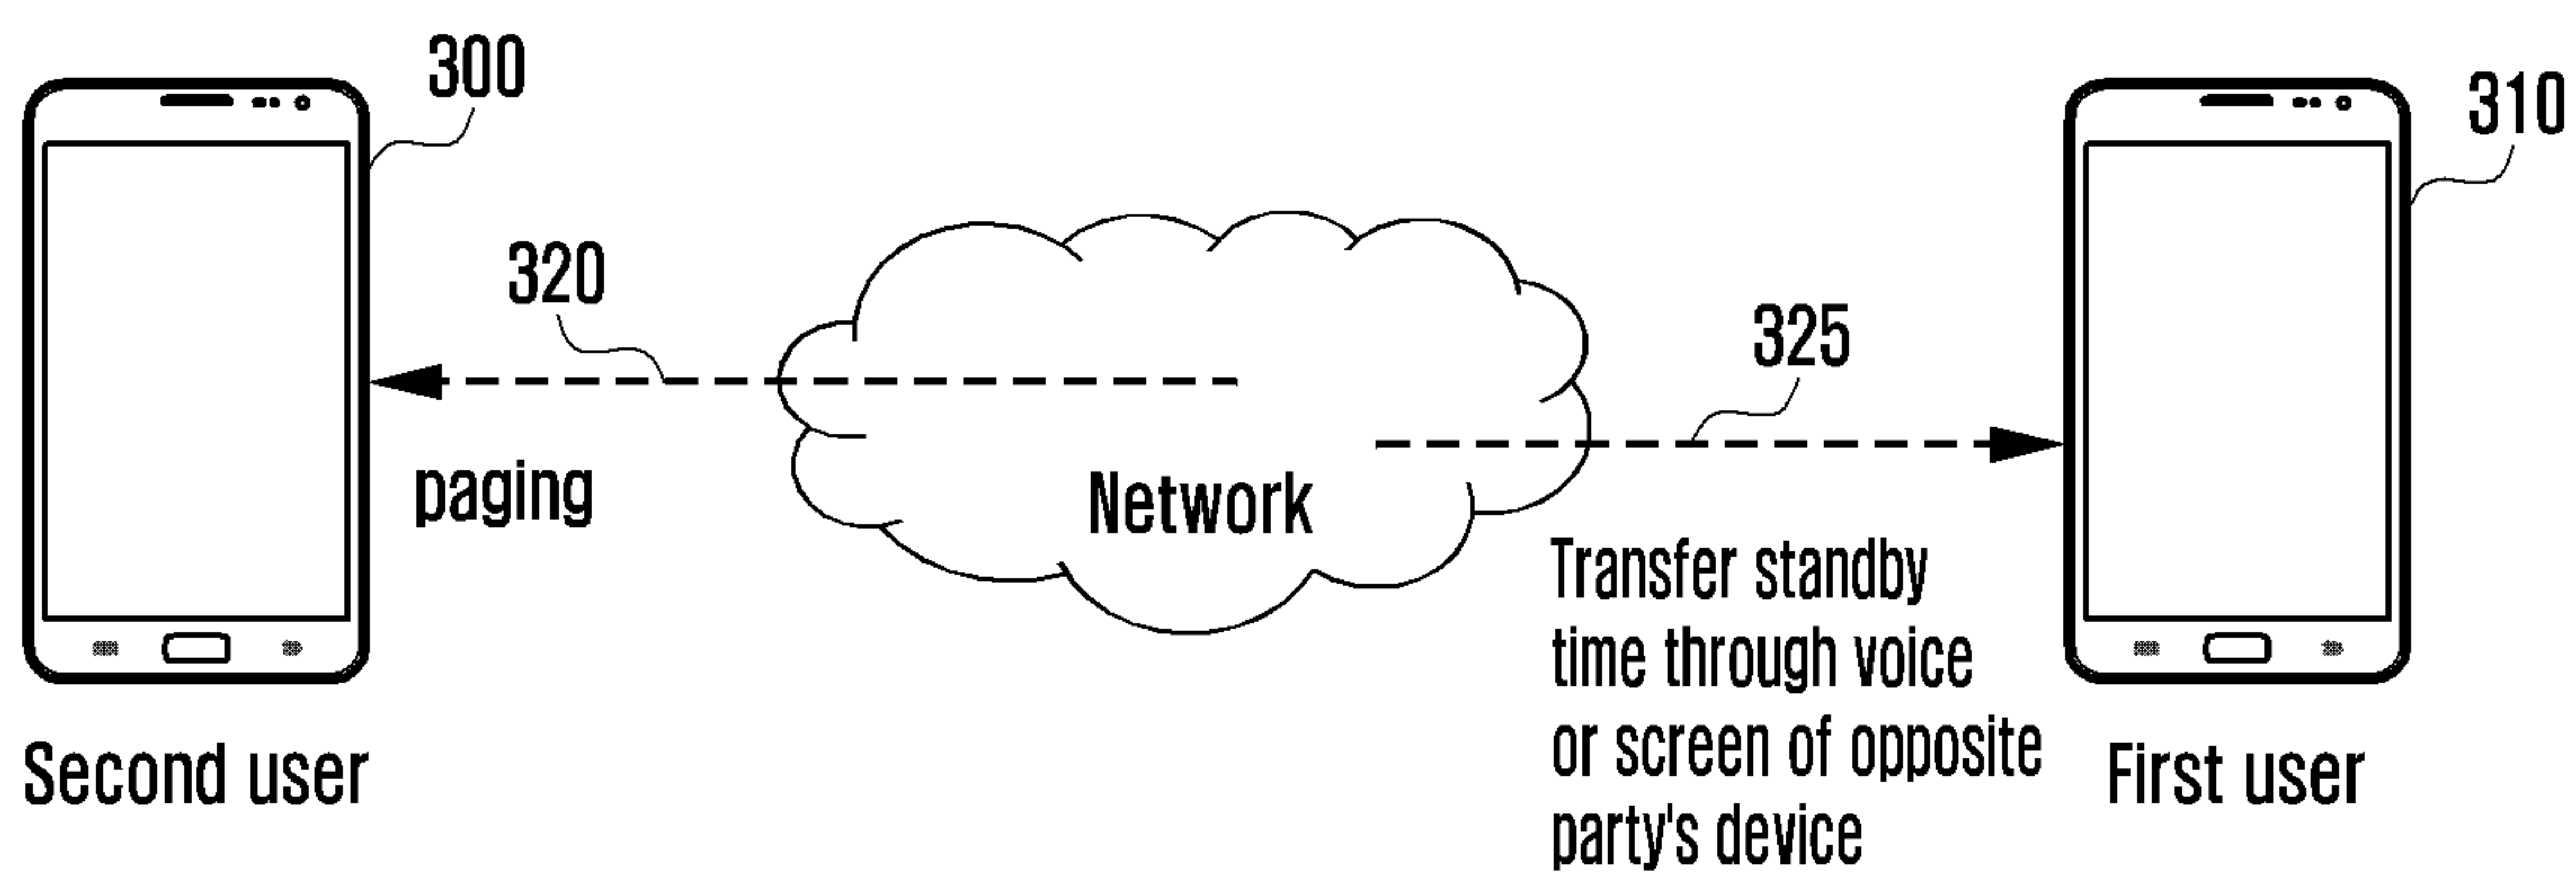 300
310
320
325
paging
Network
Transfer standby
time through voice
or screen of opposite
party's device
Second user
First user